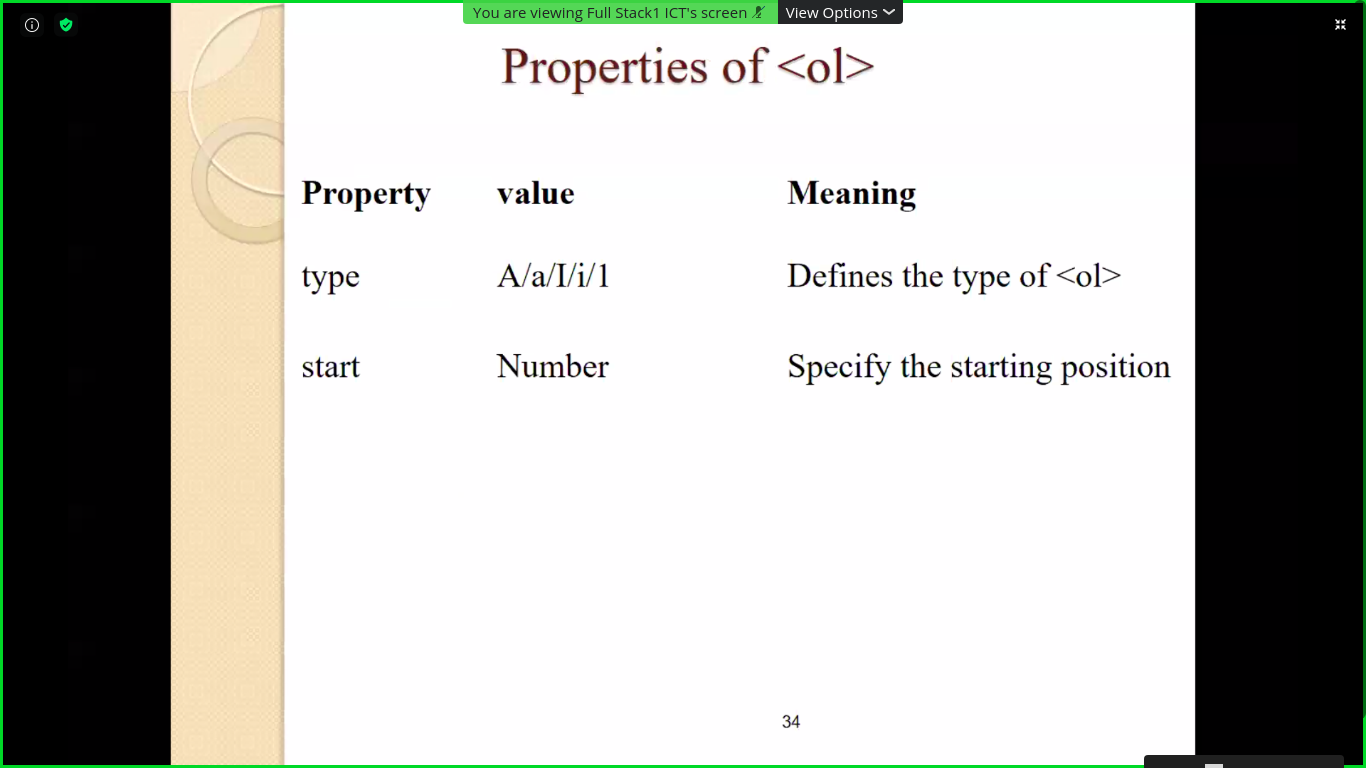 You are viewing Full Stack1 ICT's screen View Options
Properties of <ol>
Property value Meaning
type A/a/I/i/1 Defines the type of <ol>
start Number Specify the starting position
34